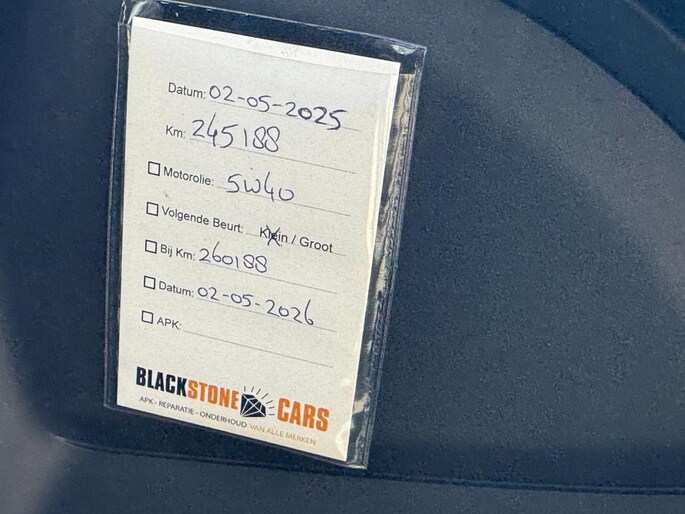 Datum: 02-05-2025
Km: 245188
Motorolie: 5W40
Volgende Beurt: Klein / Groot
Bij Km: 260188
Datum: 02-05-2026
APK:
BLACKSTONE CARS
APK - REPARATIE - ONDERHOUD VAN ALLE MERKEN